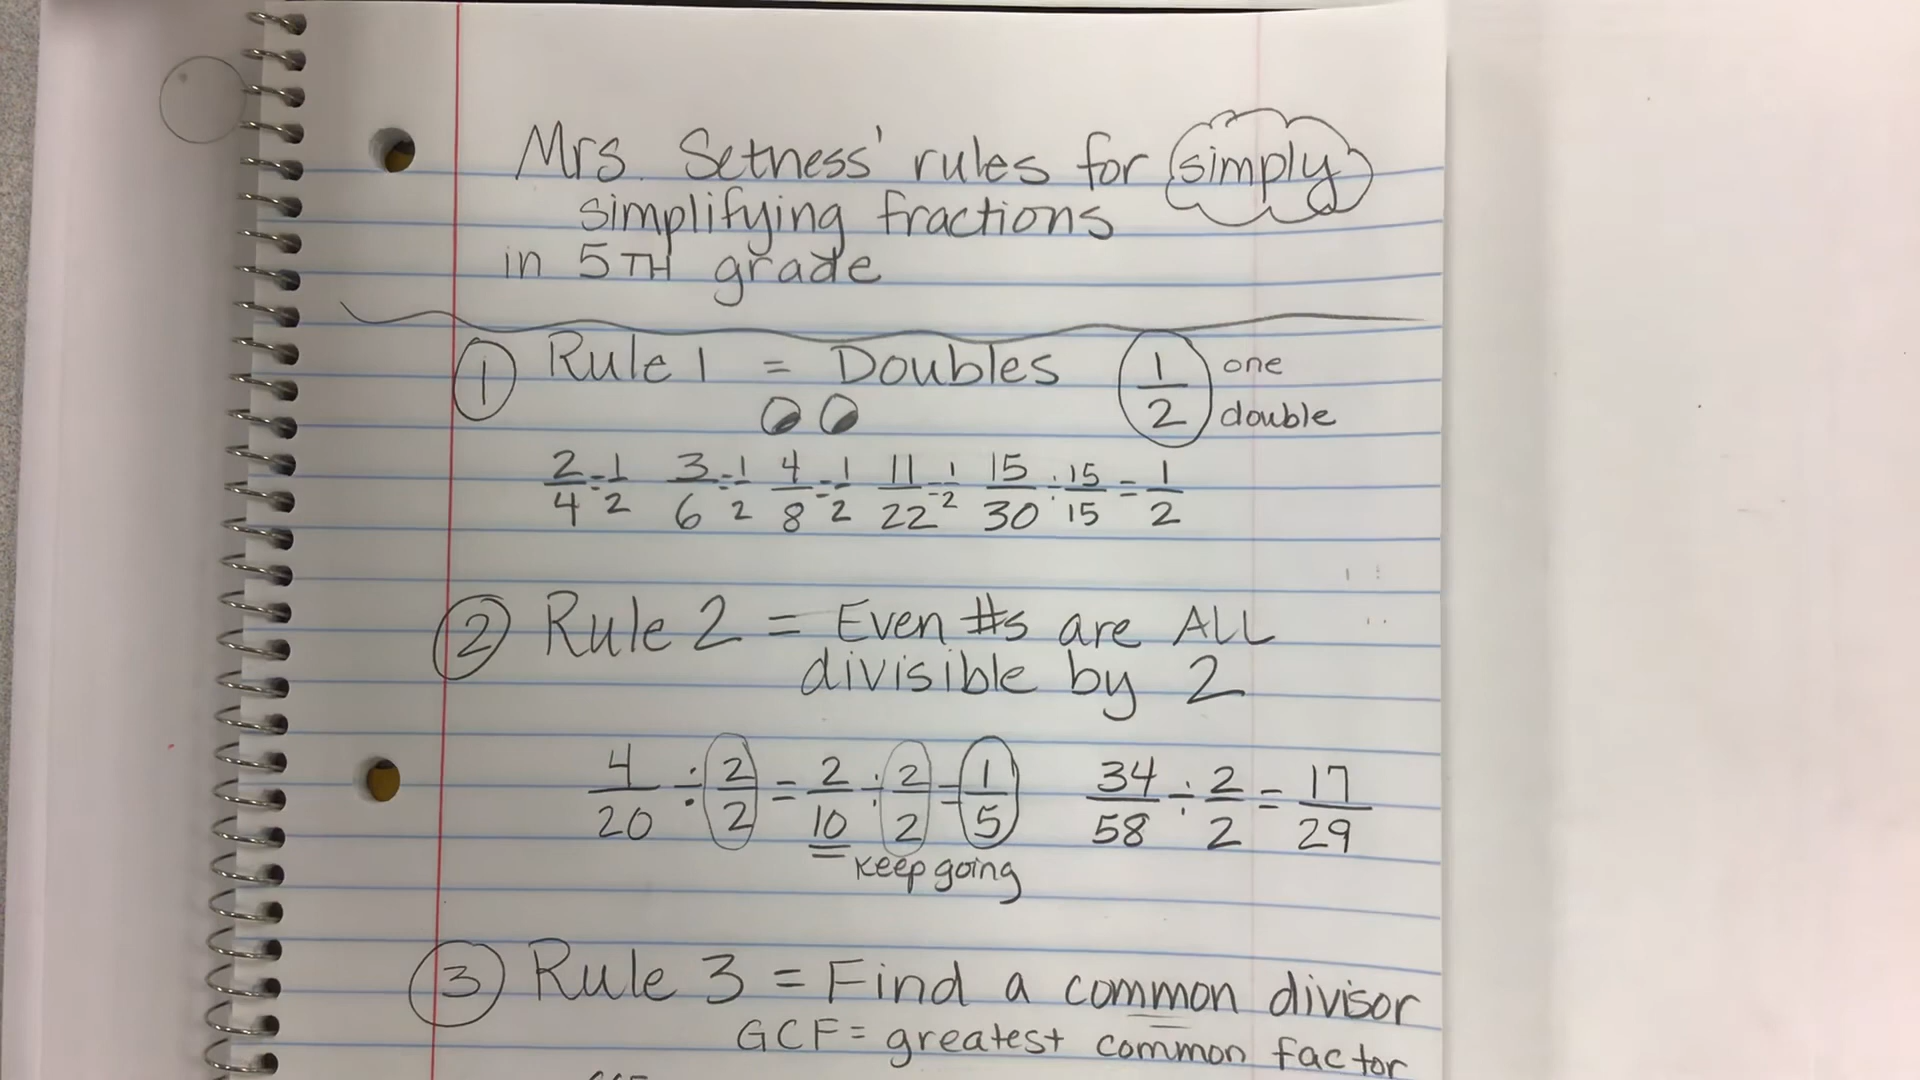 Mrs. Setness' rules for simply
simplifying fractions
in 5TH grade
1 Rule 1 = Doubles 1/2 one double
2/4 = 1/2 3/6 = 1/2 4/8 = 1/2 11/22 = 1/2 15/30 ÷ 15/15 = 1/2
2 Rule 2 = Even #s are ALL
divisible by 2
4/20 ÷ 2/2 = 2/10 ÷ 2/2 = 1/5 34/58 ÷ 2/2 = 17/29
keep going
3 Rule 3 = Find a common divisor
GCF = greatest common factor